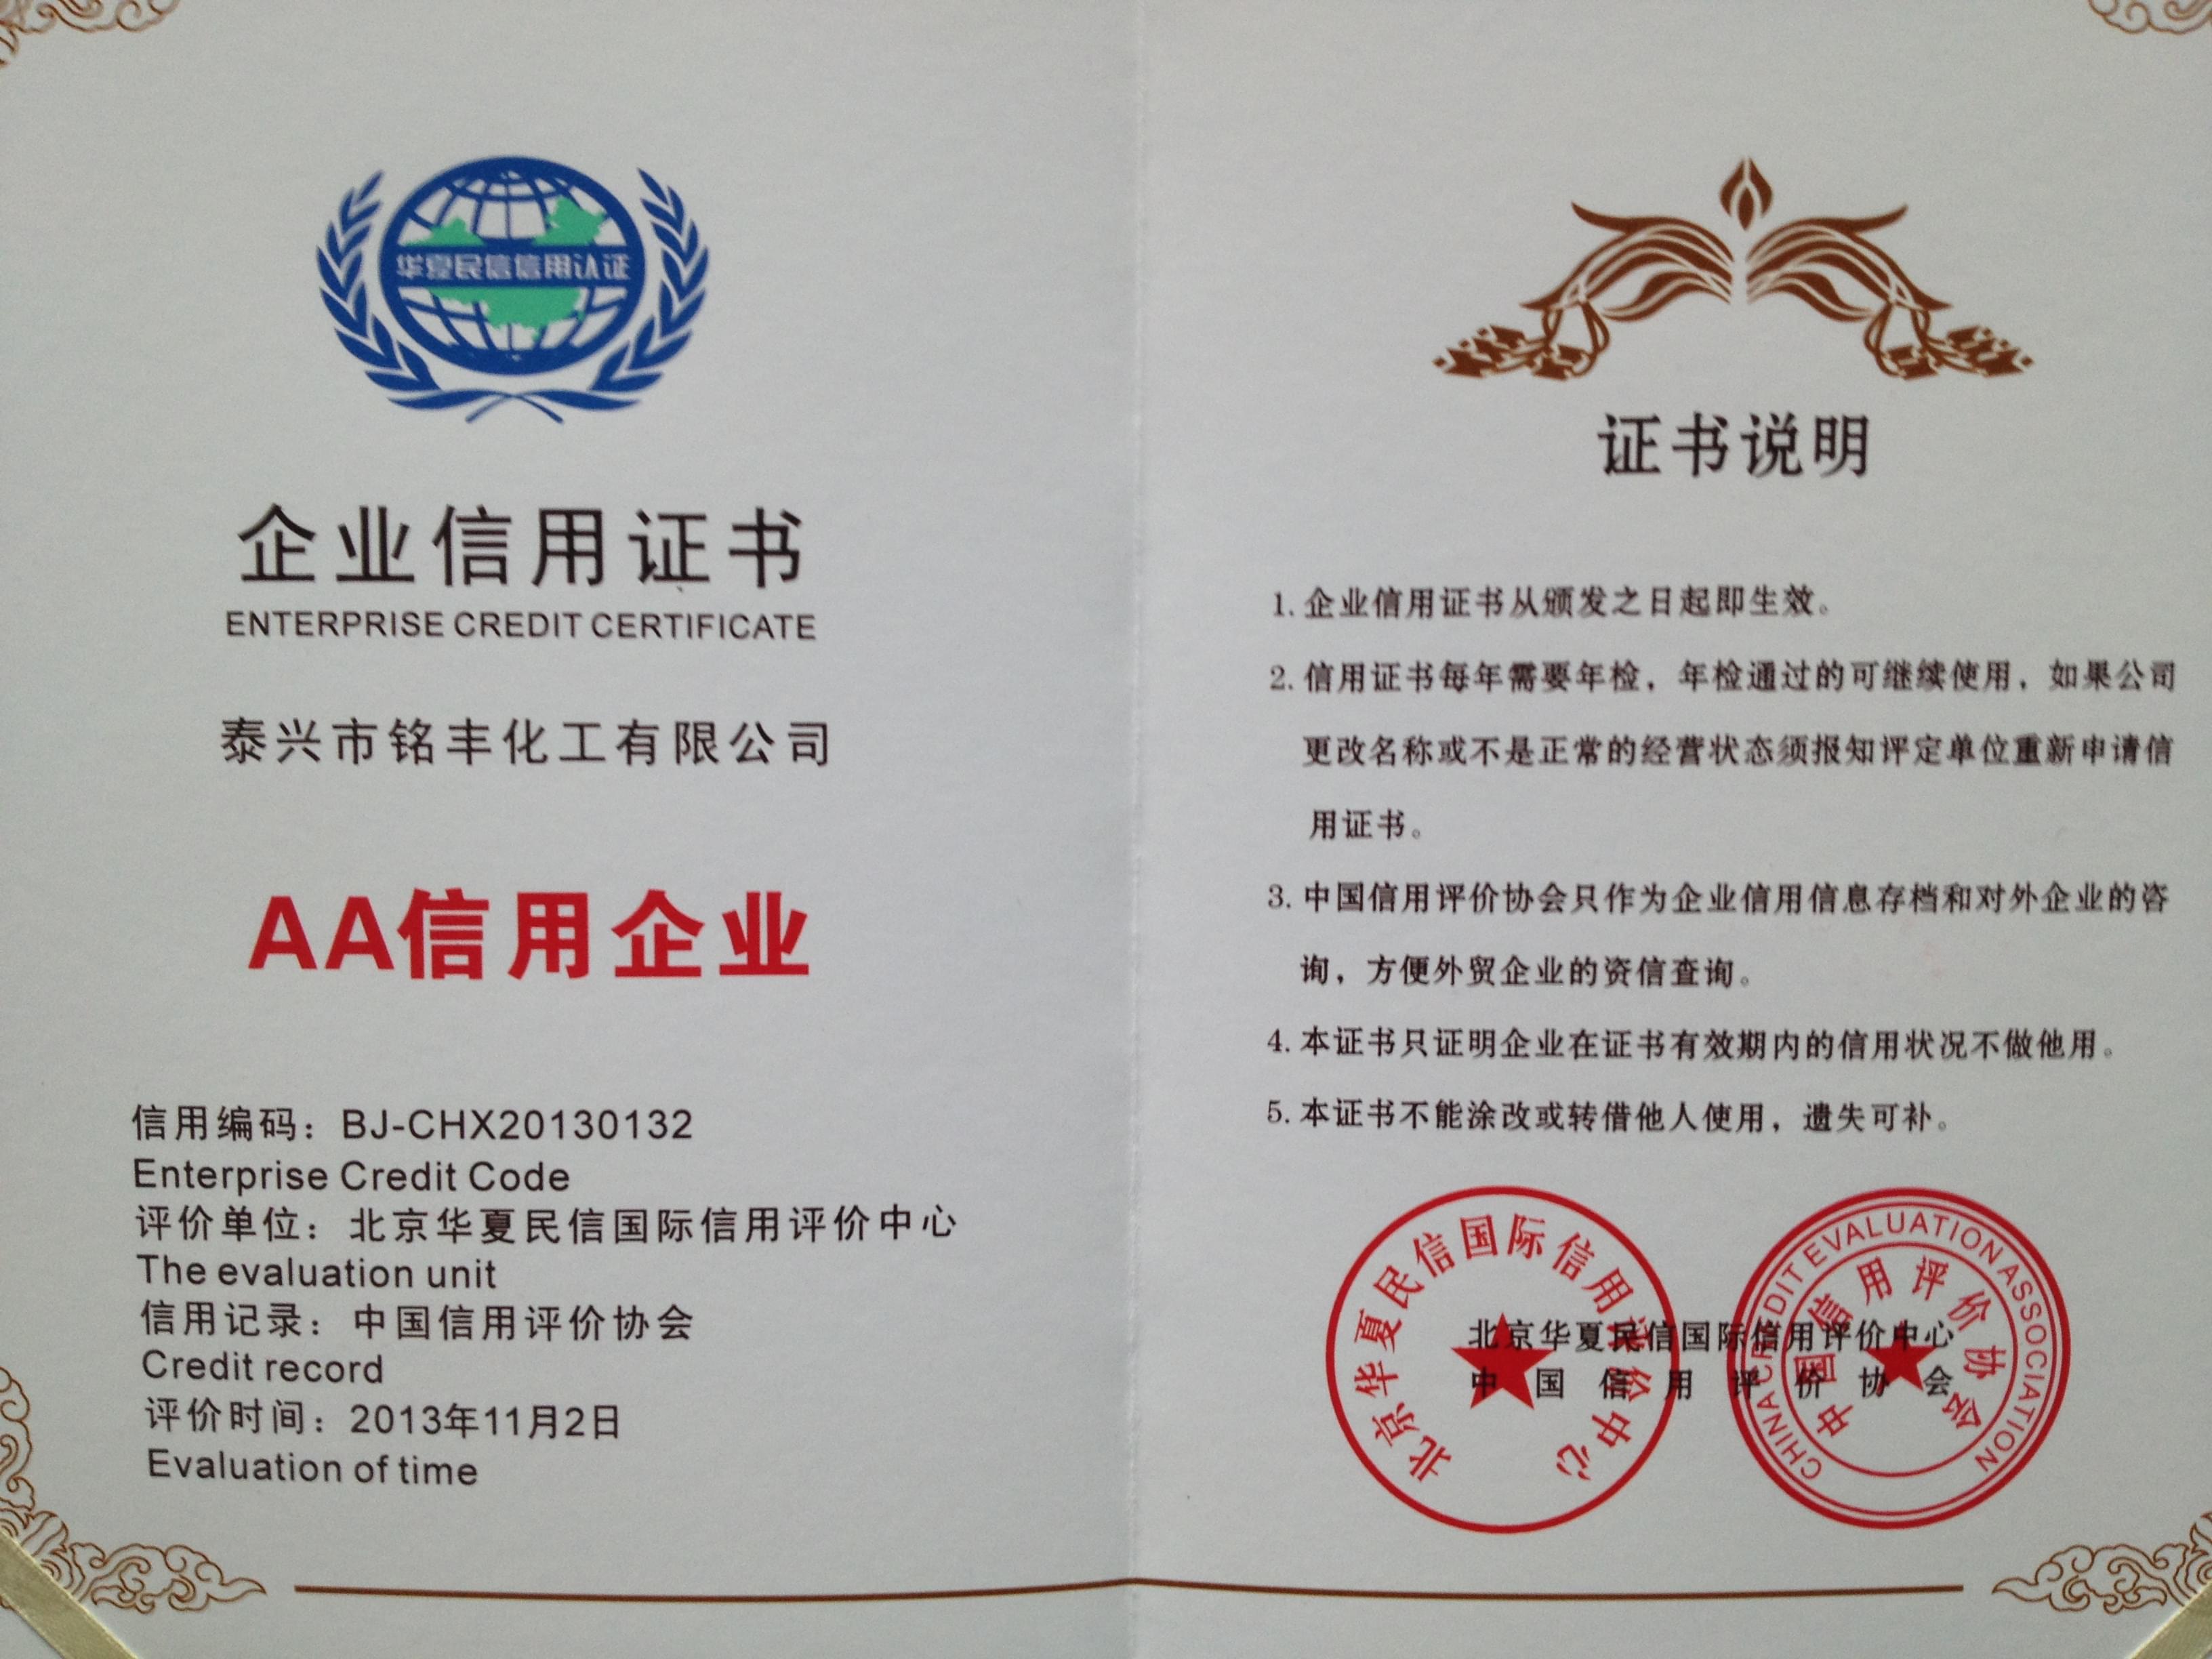 华夏民信信用认证
企业信用证书
ENTERPRISE CREDIT CERTIFICATE
泰兴市铭丰化工有限公司
AA信用企业
信用编码：BJ-CHX20130132
Enterprise Credit Code
评价单位：北京华夏民信国际信用评价中心
The evaluation unit
信用记录：中国信用评价协会
Credit record
评价时间：2013年11月2日
Evaluation of time
证书说明
1. 企业信用证书从颁发之日起即生效。
2. 信用证书每年需要年检，年检通过的可继续使用，如果公司
更改名称或不是正常的经营状态须报知评定单位重新申请信
用证书。
3. 中国信用评价协会只作为企业信用信息存档和对外企业的咨
询，方便外贸企业的资信查询。
4. 本证书只证明企业在证书有效期内的信用状况不做他用。
5. 本证书不能涂改或转借他人使用，遗失可补。
北京华夏民信国际信用评价中心
中国信用评价协会
北京华夏民信国际信用评价中心
CHINA CREDIT EVALUATION ASSOCIATION
中国信用评价协会